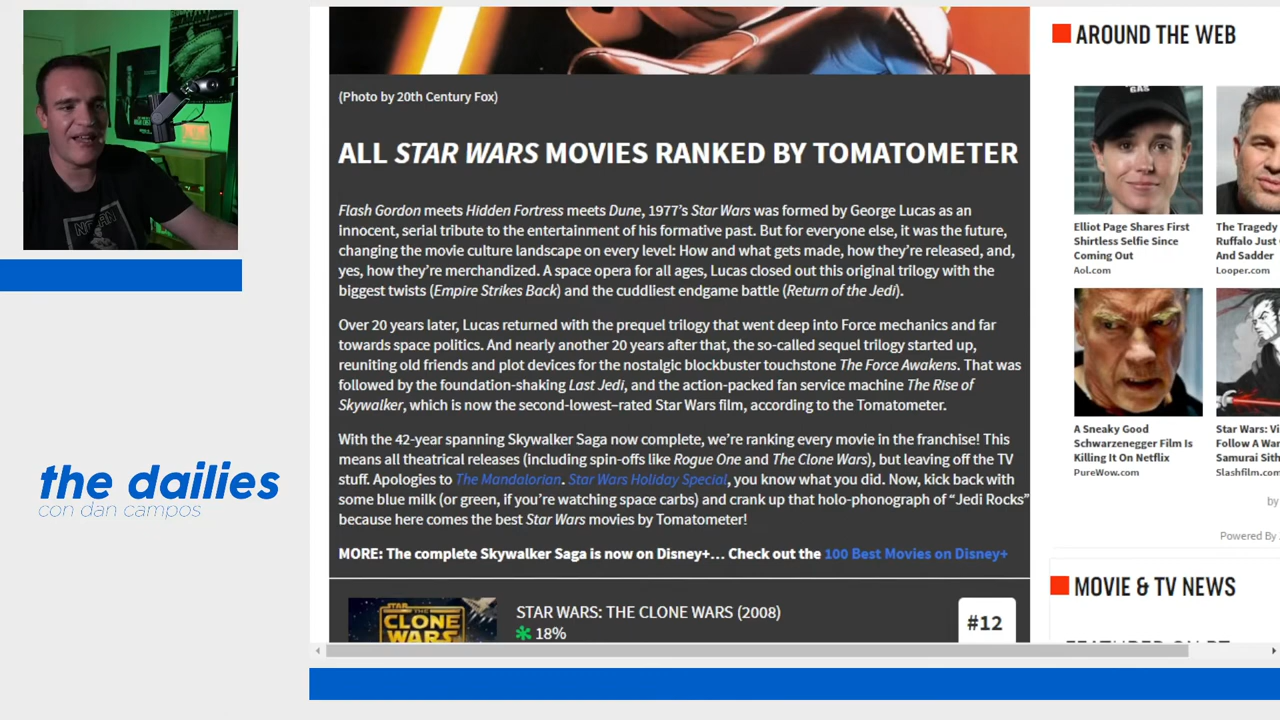 (Photo by 20th Century Fox)
ALL STAR WARS MOVIES RANKED BY TOMATOMETER
Flash Gordon meets Hidden Fortress meets Dune, 1977's Star Wars was formed by George Lucas as an
innocent, serial tribute to the entertainment of his formative past. But for everyone else, it was the future,
changing the movie culture landscape on every level: How and what gets made, how they're released, and,
yes, how they're merchandized. A space opera for all ages, Lucas closed out this original trilogy with the
biggest twists (Empire Strikes Back) and the cuddliest endgame battle (Return of the Jedi).
Over 20 years later, Lucas returned with the prequel trilogy that went deep into Force mechanics and far
towards space politics. And nearly another 20 years after that, the so-called sequel trilogy started up,
reuniting old friends and plot devices for the nostalgic blockbuster touchstone The Force Awakens. That was
followed by the foundation-shaking Last Jedi, and the action-packed fan service machine The Rise of
Skywalker, which is now the second-lowest–rated Star Wars film, according to the Tomatometer.
With the 42-year spanning Skywalker Saga now complete, we're ranking every movie in the franchise! This
means all theatrical releases (including spin-offs like Rogue One and The Clone Wars), but leaving off the TV
stuff. Apologies to The Mandalorian. Star Wars Holiday Special, you know what you did. Now, kick back with
some blue milk (or green, if you're watching space carbs) and crank up that holo-phonograph of “Jedi Rocks”
because here comes the best Star Wars movies by Tomatometer!
MORE: The complete Skywalker Saga is now on Disney+… Check out the 100 Best Movies on Disney+
STAR WARS: THE CLONE WARS (2008)
18%
#12
STAR
THE
CLONE
WARS
AROUND THE WEB
GAS
Elliot Page Shares First
Shirtless Selfie Since
Coming Out
Aol.com
The Tragedy
Ruffalo Just
And Sadder
Looper.com
A Sneaky Good
Schwarzenegger Film Is
Killing It On Netflix
PureWow.com
Star Wars: Vi
Follow A Wa
Samurai Sith
Slashfilm.com
by
Powered By
MOVIE & TV NEWS
the dailies
con dan campos